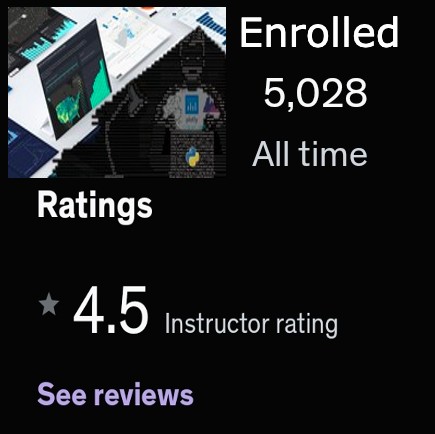 Enrolled
5,028
All time
Ratings
4.5 Instructor rating
See reviews